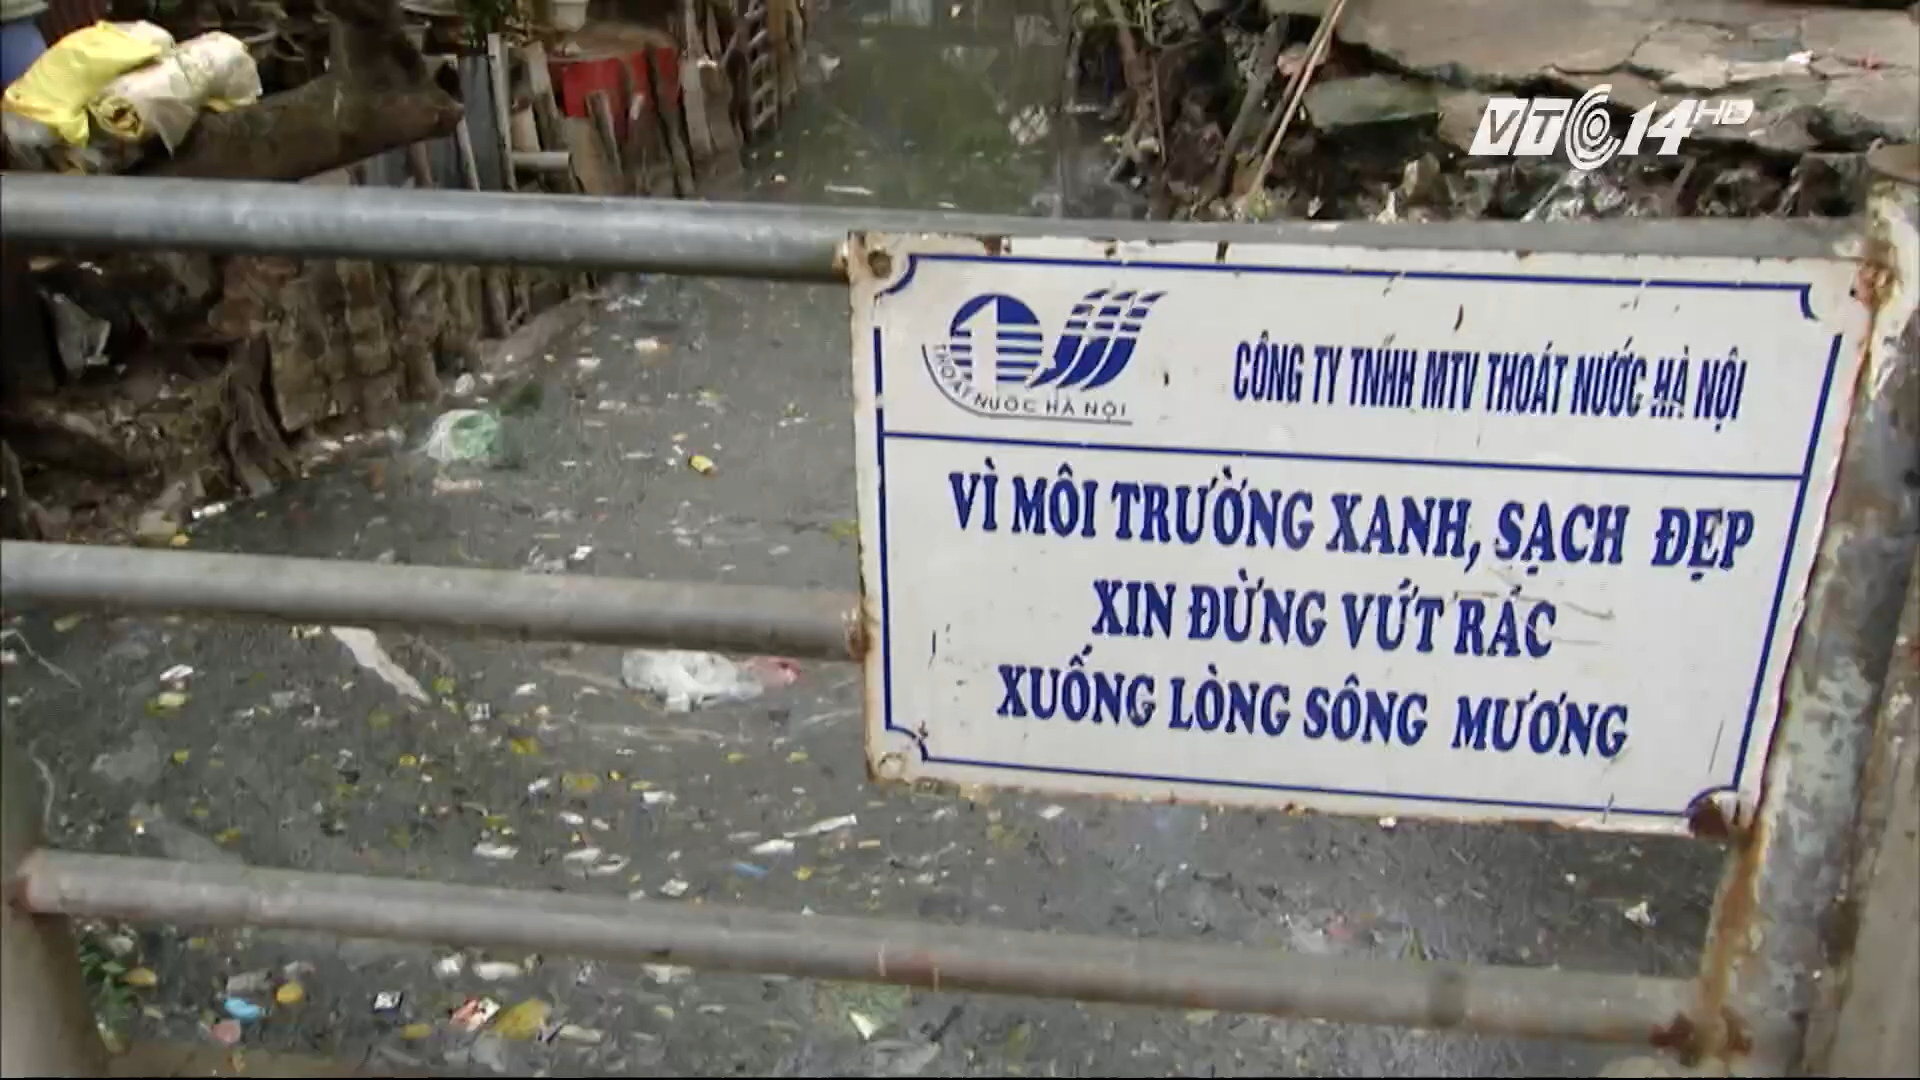 VTC14 HD
1
THOÁT NƯỚC HÀ NỘI
CÔNG TY TNHH MTV THOÁT NƯỚC HÀ NỘI
VÌ MÔI TRƯỜNG XANH, SẠCH ĐẸP
XIN ĐỪNG VỨT RÁC
XUỐNG LÒNG SÔNG MƯƠNG